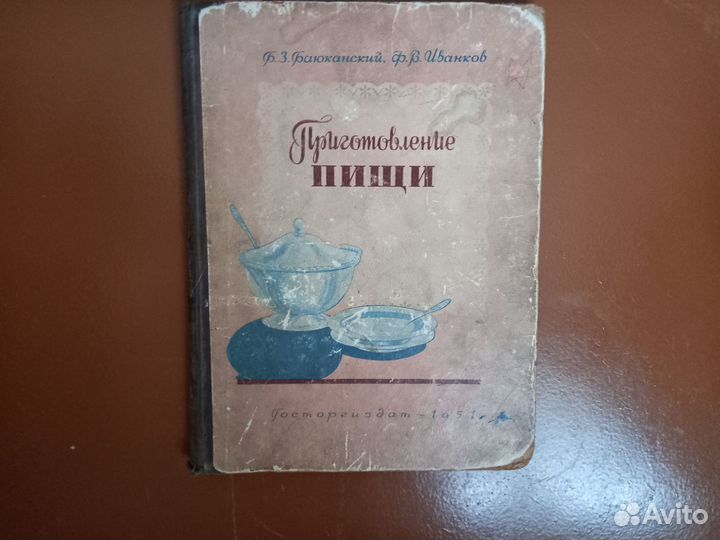 Ф.З. Баюканский, Ф.В. Иванков
Приготовление
ПИЩИ
Госторгиздат - 1951
Avito